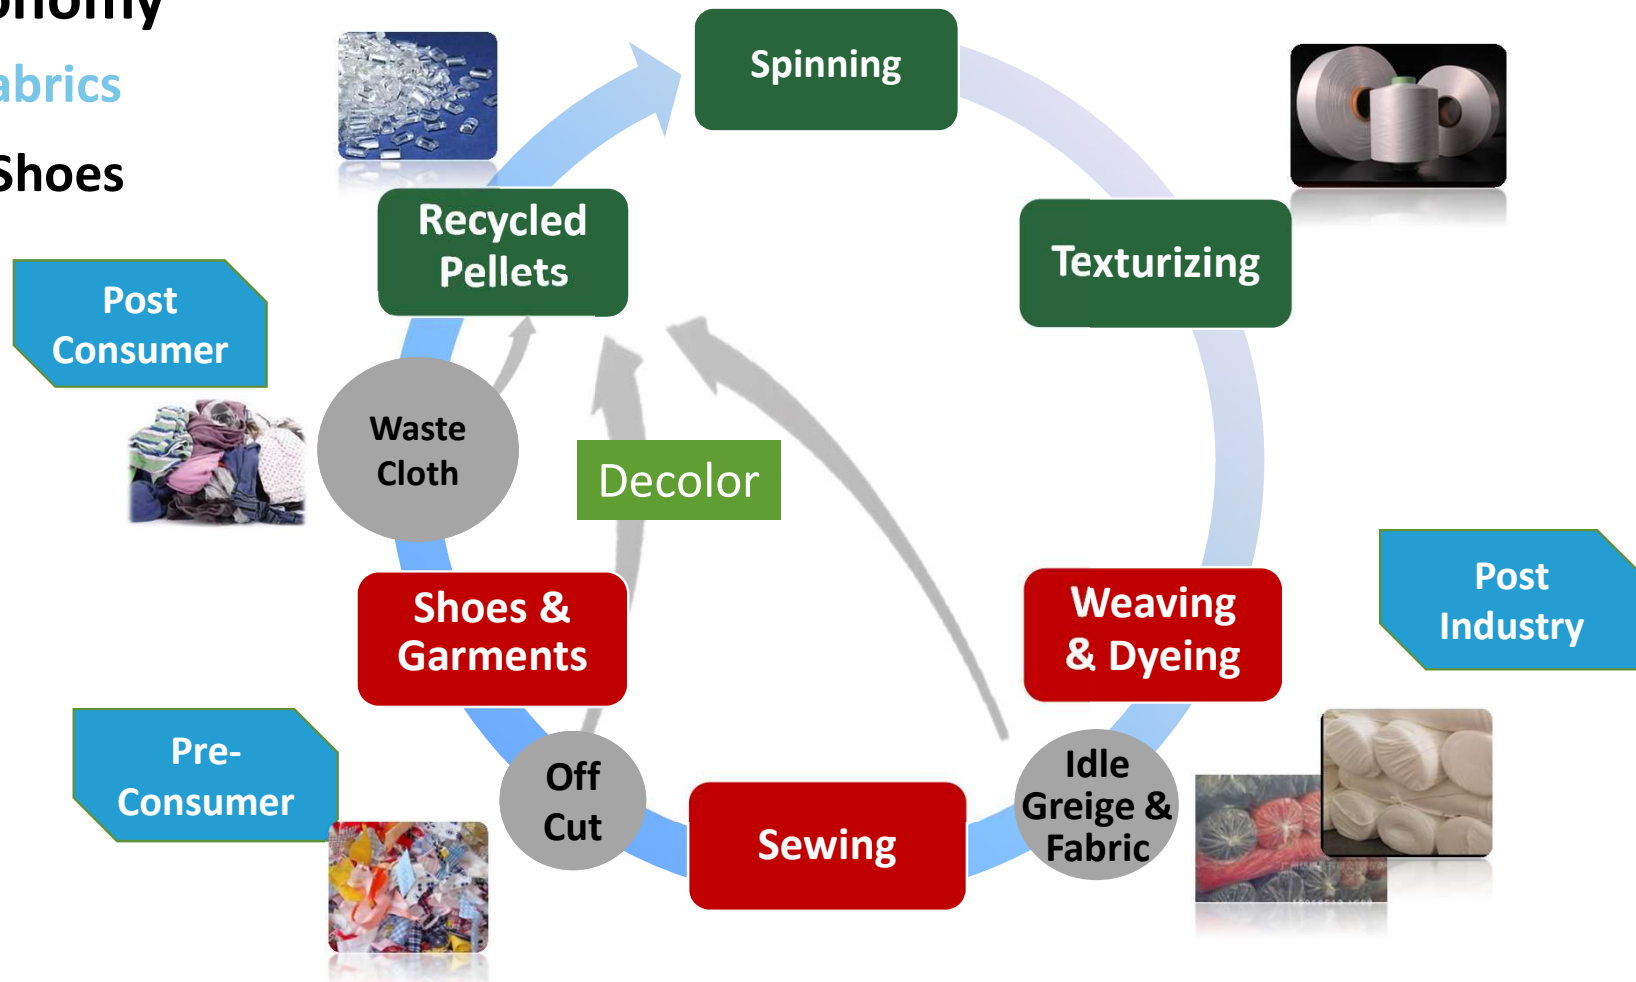 onomy
abrics
Shoes
Spinning
Recycled
Pellets
Texturizing
Post
Consumer
Waste
Cloth
Decolor
Shoes &
Garments
Weaving
& Dyeing
Post
Industry
Pre-
Consumer
Off
Cut
Sewing
Idle
Greige &
Fabric